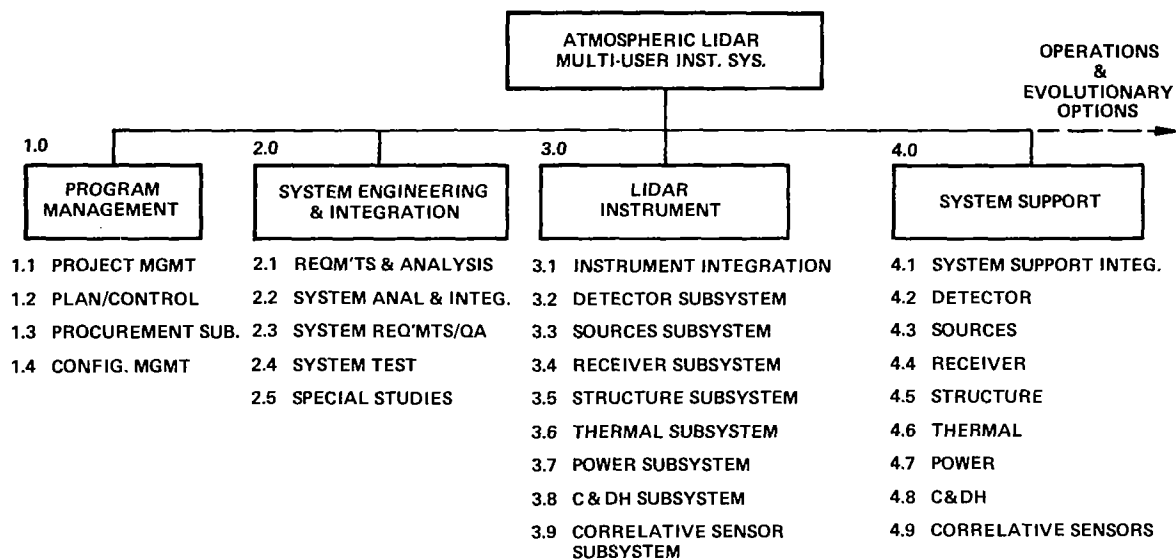 ATMOSPHERIC LIDAR
MULTI-USER INST. SYS.
OPERATIONS
&
EVOLUTIONARY
OPTIONS
1.0
PROGRAM
MANAGEMENT
1.1 PROJECT MGMT
1.2 PLAN/CONTROL
1.3 PROCUREMENT SUB.
1.4 CONFIG. MGMT
2.0
SYSTEM ENGINEERING
& INTEGRATION
2.1 REQM'TS & ANALYSIS
2.2 SYSTEM ANAL & INTEG.
2.3 SYSTEM REQ'MTS/QA
2.4 SYSTEM TEST
2.5 SPECIAL STUDIES
3.0
LIDAR
INSTRUMENT
3.1 INSTRUMENT INTEGRATION
3.2 DETECTOR SUBSYSTEM
3.3 SOURCES SUBSYSTEM
3.4 RECEIVER SUBSYSTEM
3.5 STRUCTURE SUBSYSTEM
3.6 THERMAL SUBSYSTEM
3.7 POWER SUBSYSTEM
3.8 C & DH SUBSYSTEM
3.9 CORRELATIVE SENSOR
SUBSYSTEM
4.0
SYSTEM SUPPORT
4.1 SYSTEM SUPPORT INTEG.
4.2 DETECTOR
4.3 SOURCES
4.4 RECEIVER
4.5 STRUCTURE
4.6 THERMAL
4.7 POWER
4.8 C&DH
4.9 CORRELATIVE SENSORS